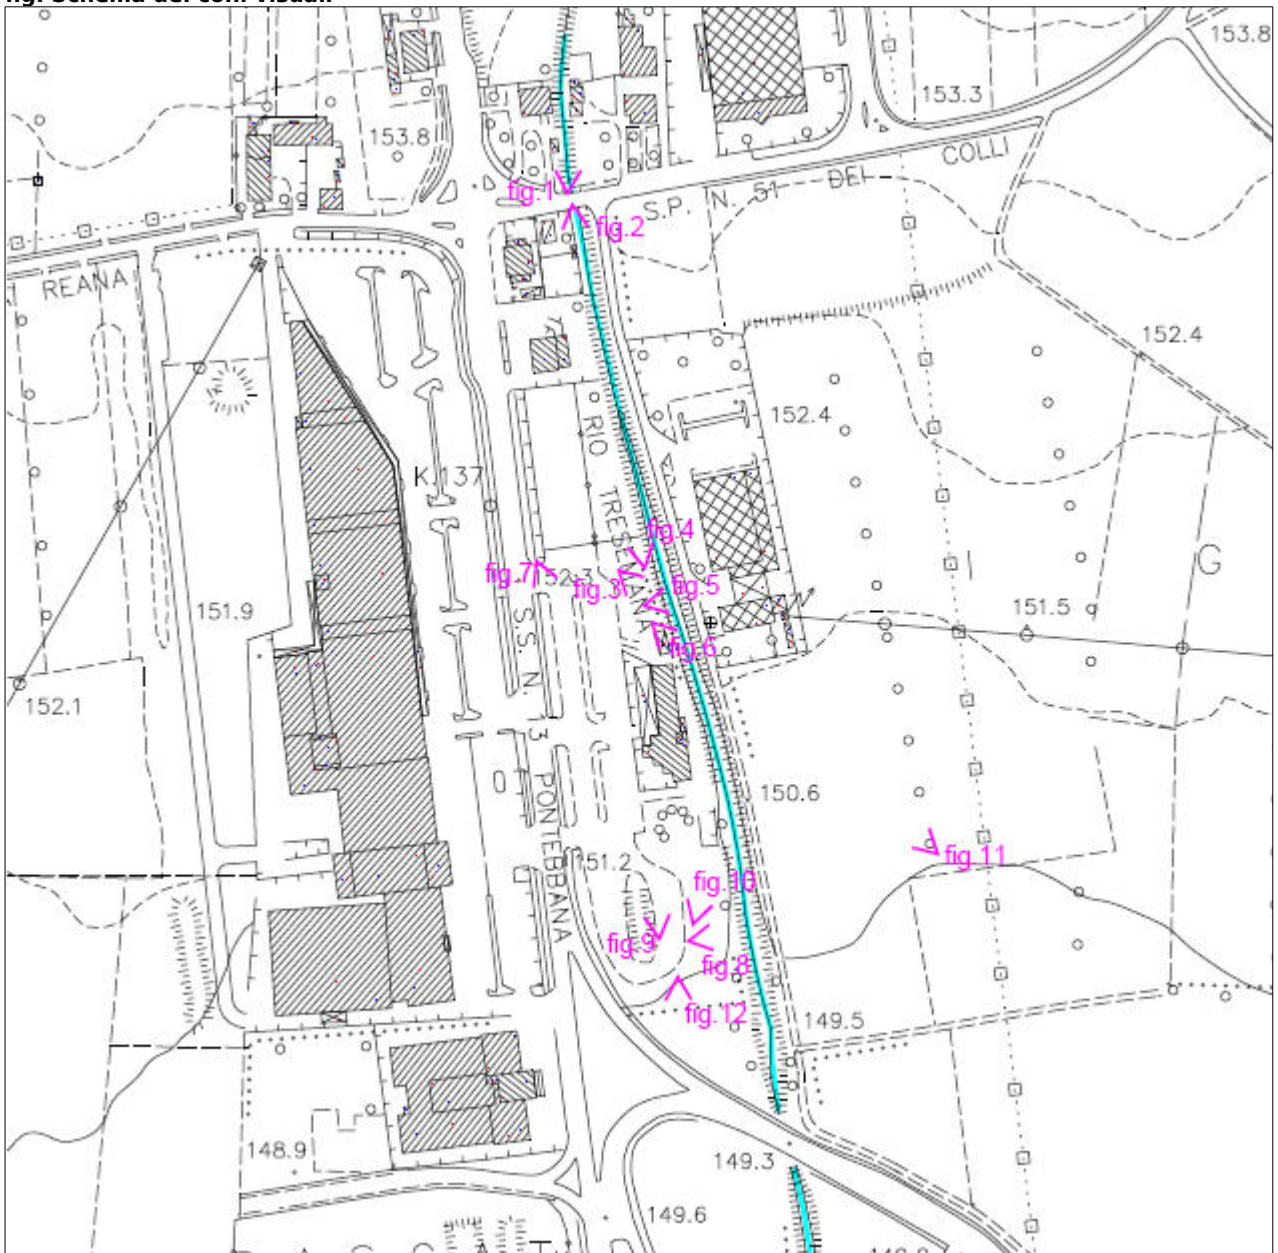 fig. Schema dei coni visuali
153.8
153.3
153.8
COLLI
DEI
S.P. N. 51
fig.1
fig.2
REANA
152.4
152.4
RIO
K.137
TRESEMAN
fig.4
G
fig.7
152.3
fig.3
fig.5
151.9
151.5
S.S. N. 13 PONTEBBANA
fig.6
152.1
150.6
151.2
fig.11
fig.10
fig.9
fig.8
fig.12
149.5
148.9
149.3
149.6